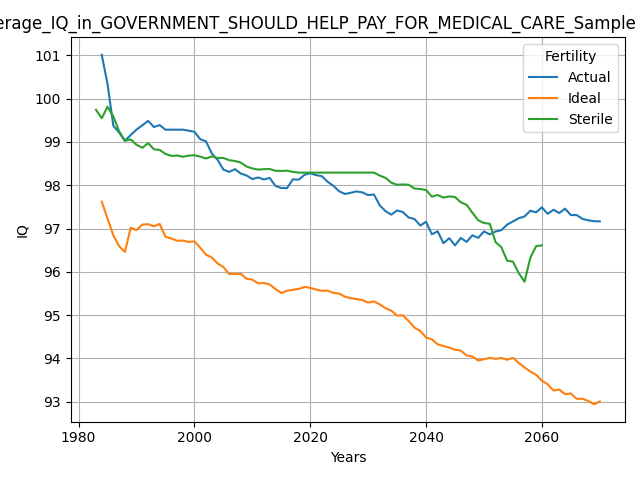 erage_IQ_in_GOVERNMENT_SHOULD_HELP_PAY_FOR_MEDICAL_CARE_Sample
101
100
99
98
97
96
95
94
93
IQ
1980
2000
2020
2040
2060
Years
Fertility
Actual
Ideal
Sterile